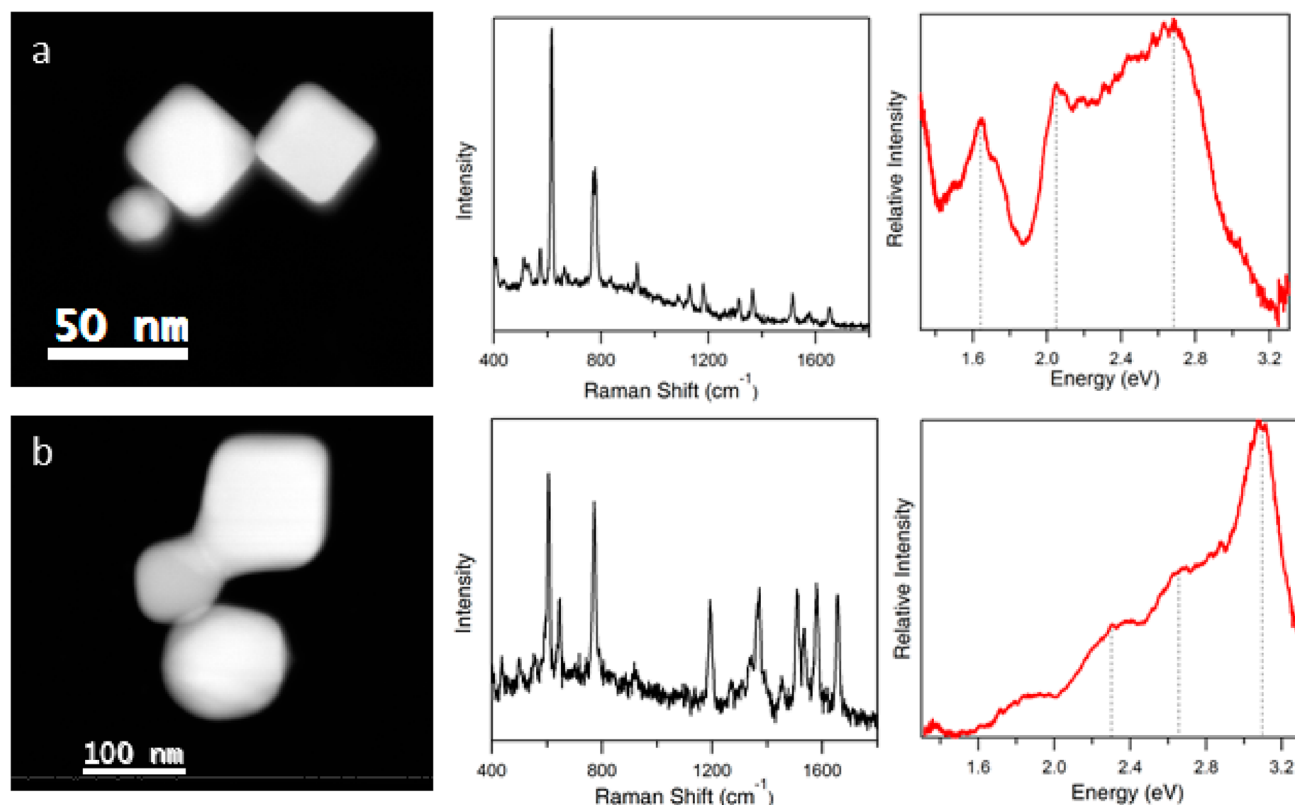 a
50 nm
Intensity
400
800
1200
1600
Raman Shift (cm⁻¹)
Relative Intensity
1.6
2.0
2.4
2.8
3.2
Energy (eV)
b
100 nm
Intensity
400
800
1200
1600
Raman Shift (cm⁻¹)
Relative Intensity
1.6
2.0
2.4
2.8
3.2
Energy (eV)